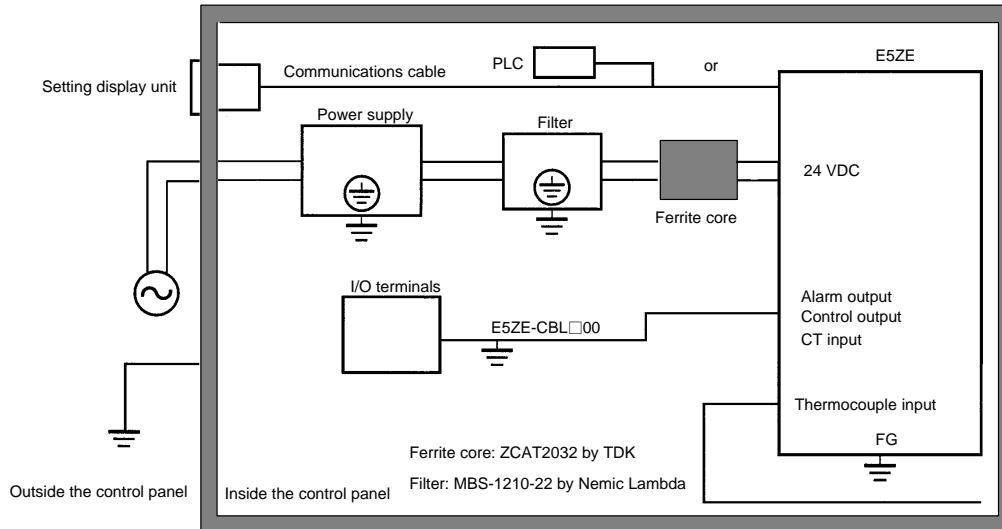 E5ZE
Setting display unit
Communications cable
PLC
or
Power supply
Filter
24 VDC
Ferrite core
I/O terminals
E5ZE-CBL□00
Alarm output
Control output
CT input
Thermocouple input
FG
Ferrite core: ZCAT2032 by TDK
Filter: MBS-1210-22 by Nemic Lambda
Outside the control panel
Inside the control panel